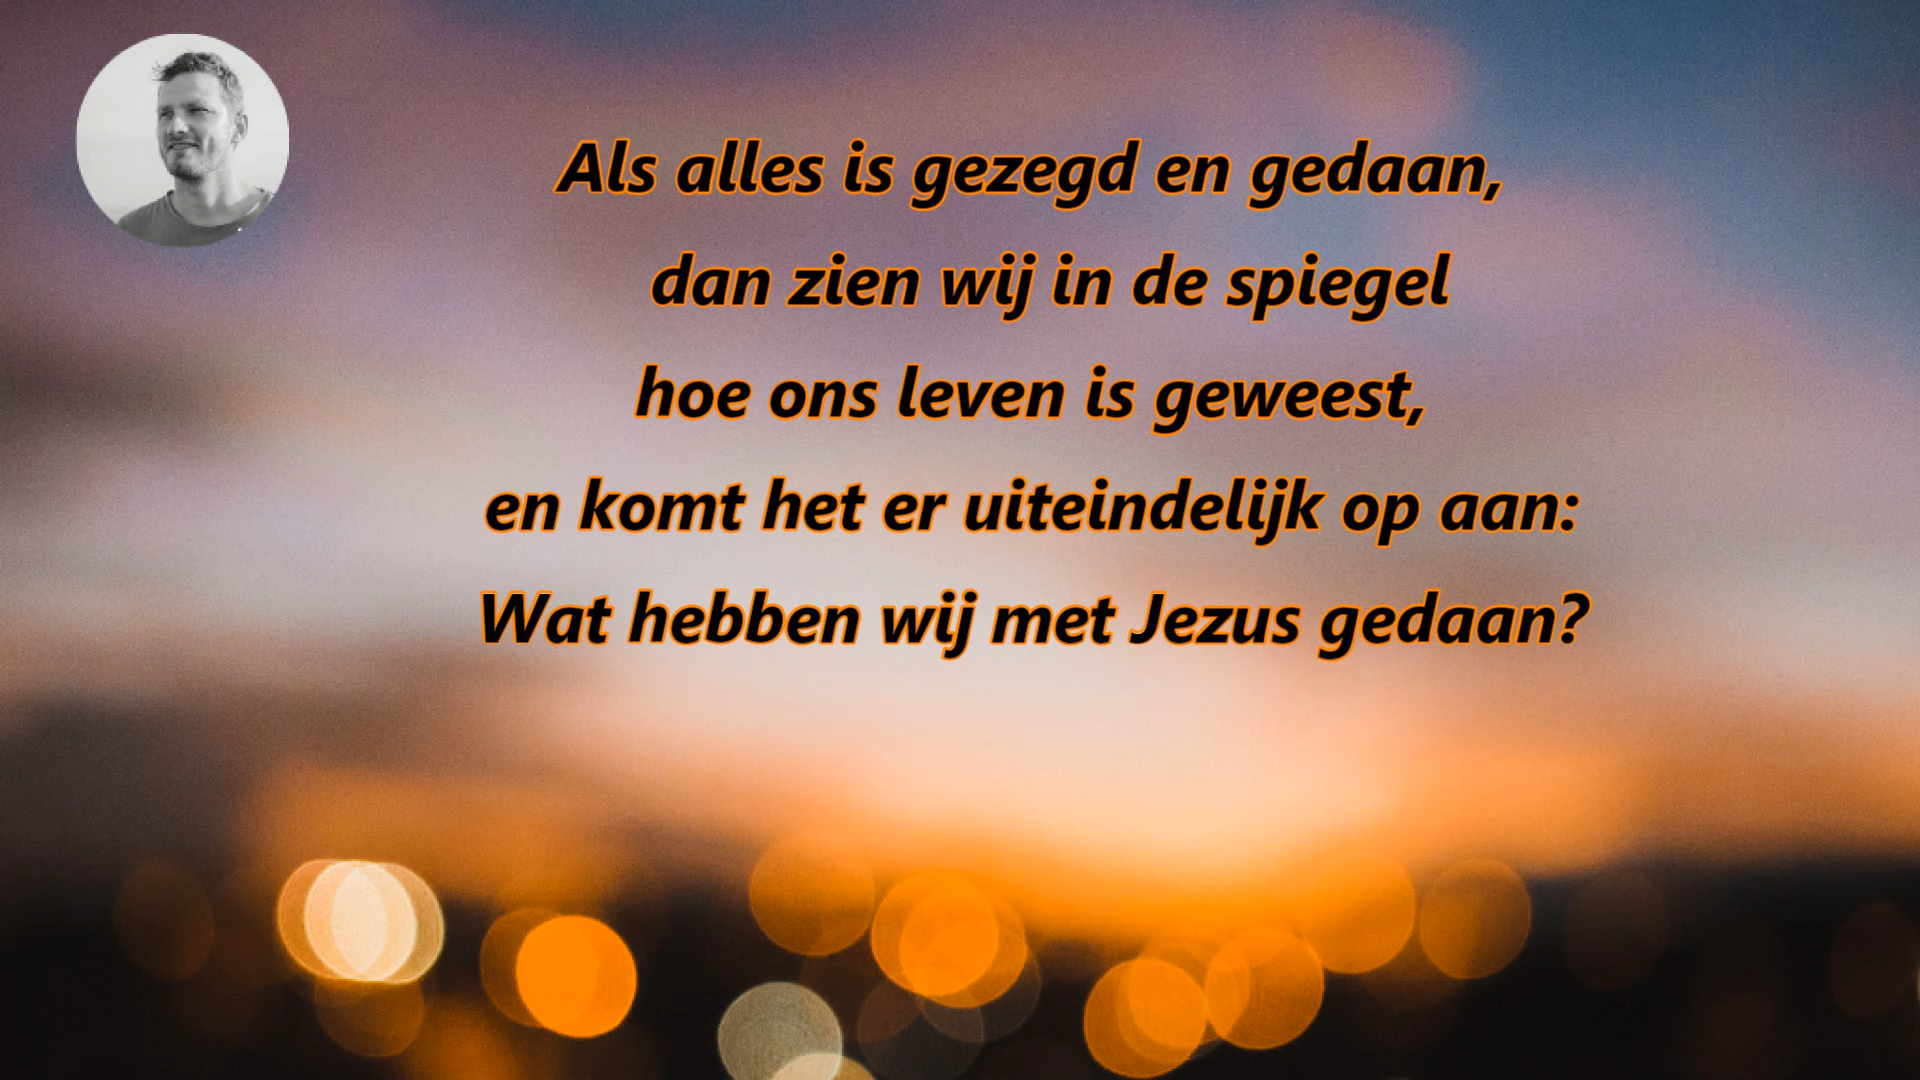 Als alles is gezegd en gedaan,
dan zien wij in de spiegel
hoe ons leven is geweest,
en komt het er uiteindelijk op aan:
Wat hebben wij met Jezus gedaan?